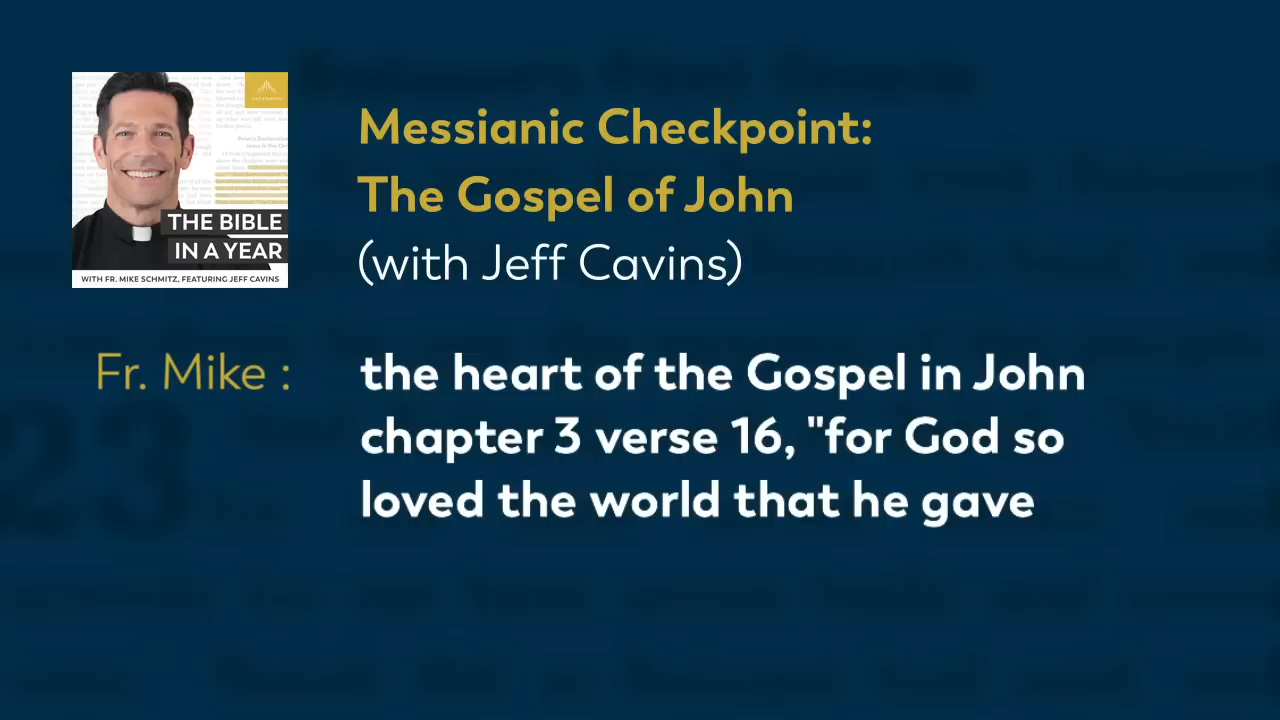 THE BIBLE
IN A YEAR
WITH FR. MIKE SCHMITZ, FEATURING JEFF CAVINS
Messianic Checkpoint:
The Gospel of John
(with Jeff Cavins)
Fr. Mike :
the heart of the Gospel in John
chapter 3 verse 16, "for God so
loved the world that he gave